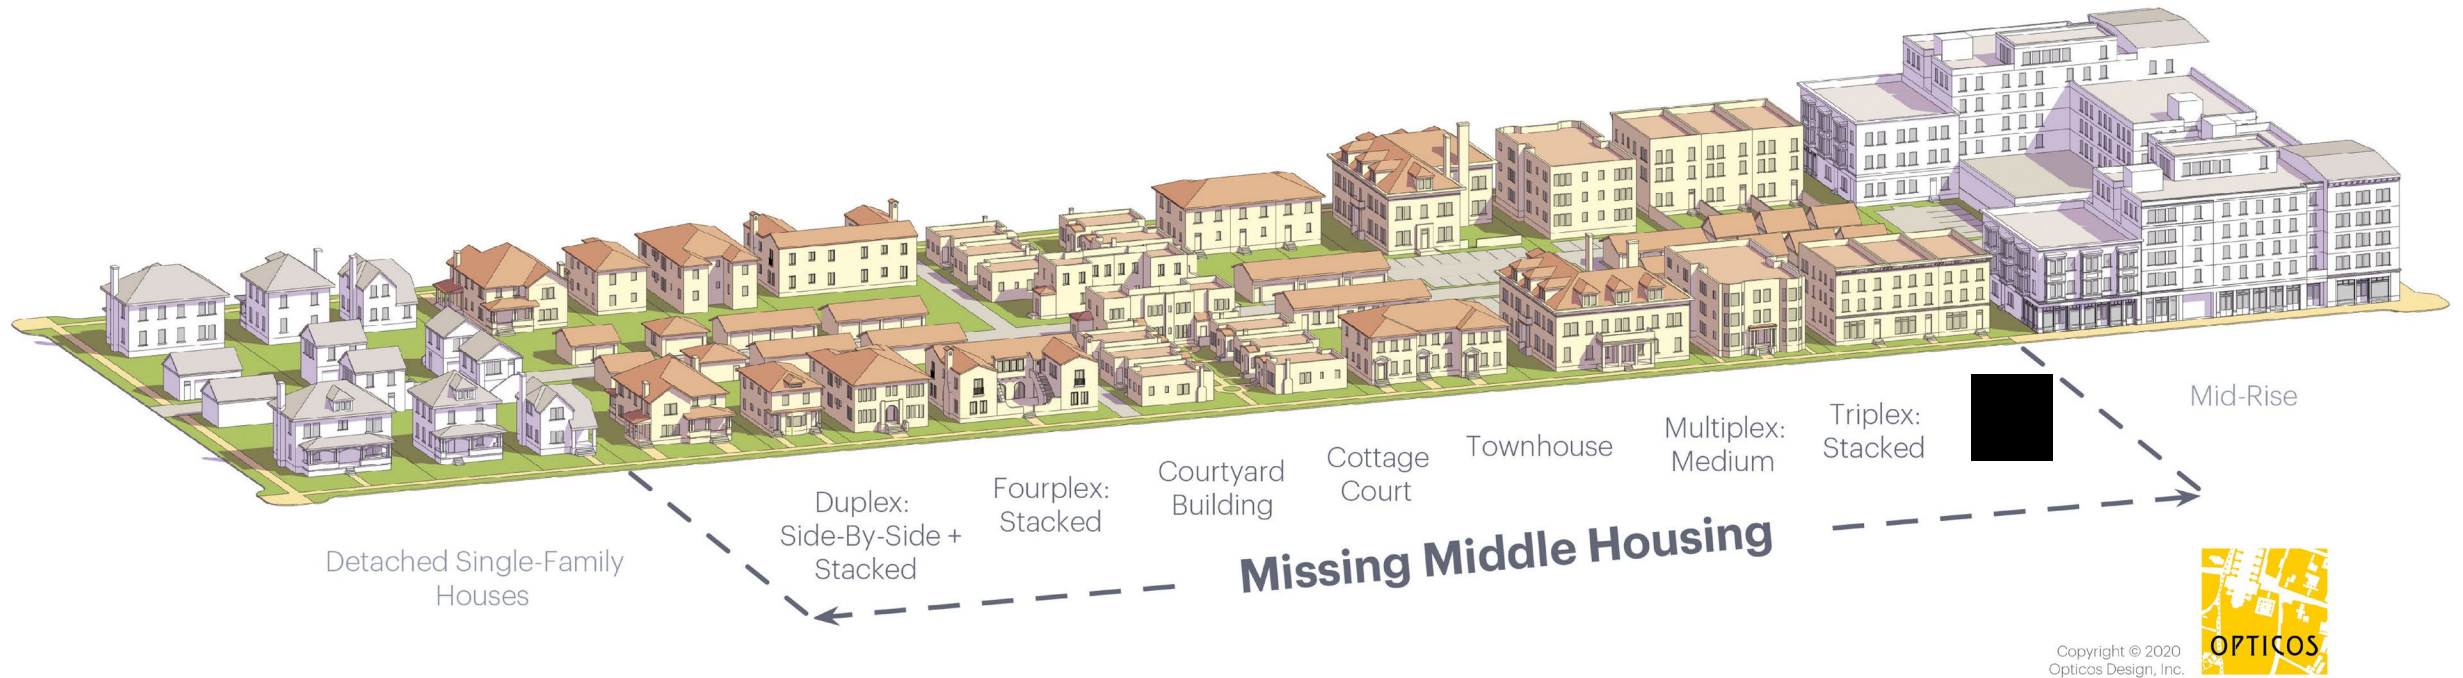 Detached Single-Family
Houses
Duplex:
Side-By-Side +
Stacked
Fourplex:
Stacked
Courtyard
Building
Cottage
Court
Townhouse
Multiplex:
Medium
Triplex:
Stacked
Mid-Rise
Missing Middle Housing
OPTICOS
Copyright © 2020
Opticos Design, Inc.